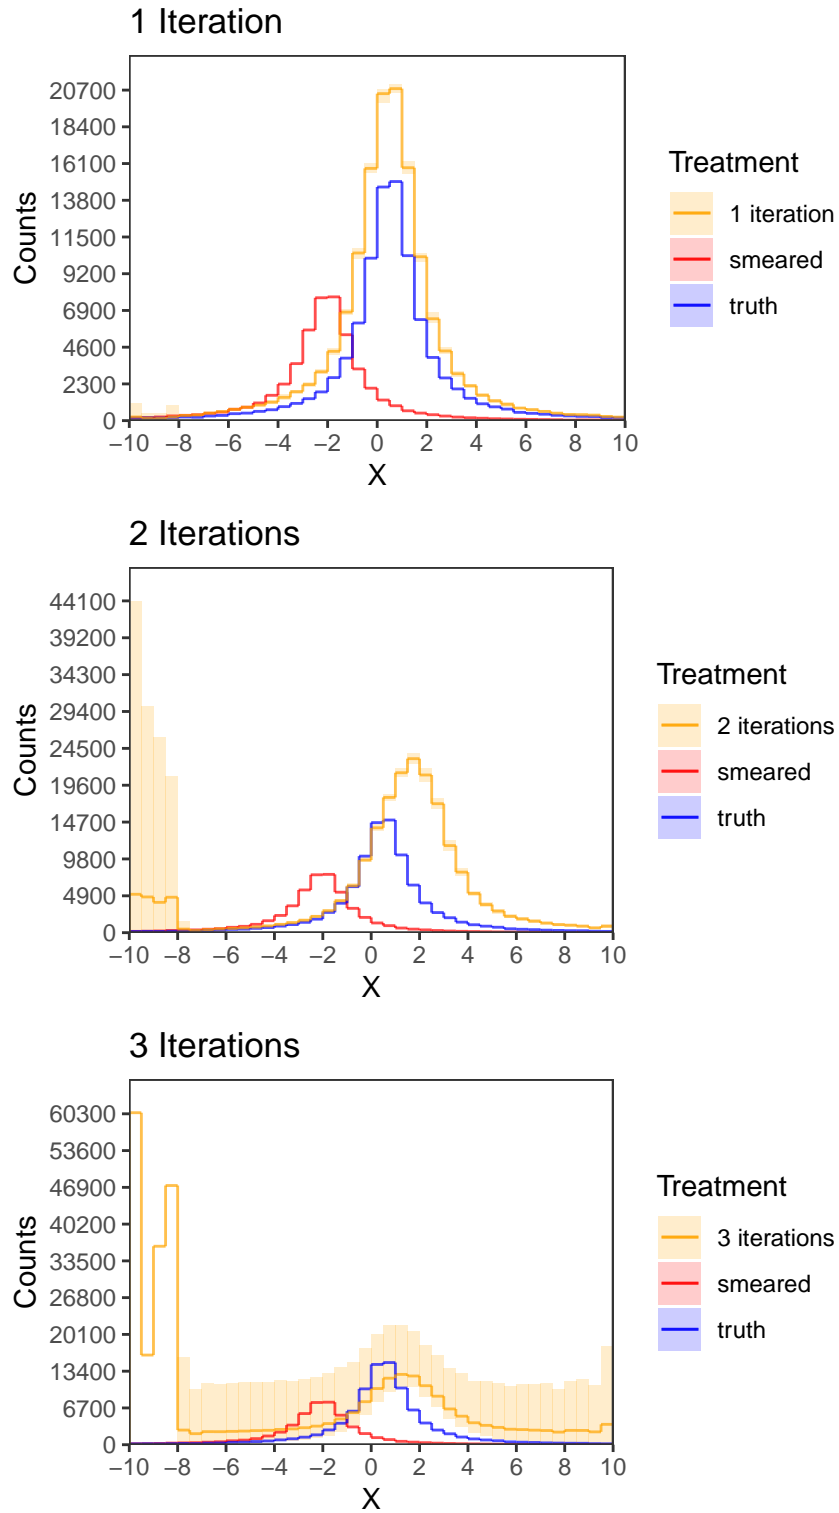 1 Iteration
Counts
20700
18400
16100
13800
11500
9200
6900
4600
2300
0
−10 −8 −6 −4 −2 0 2 4 6 8 10
X
Treatment
1 iteration
smeared
truth
2 Iterations
Counts
44100
39200
34300
29400
24500
19600
14700
9800
4900
0
−10 −8 −6 −4 −2 0 2 4 6 8 10
X
Treatment
2 iterations
smeared
truth
3 Iterations
Counts
60300
53600
46900
40200
33500
26800
20100
13400
6700
0
−10 −8 −6 −4 −2 0 2 4 6 8 10
X
Treatment
3 iterations
smeared
truth